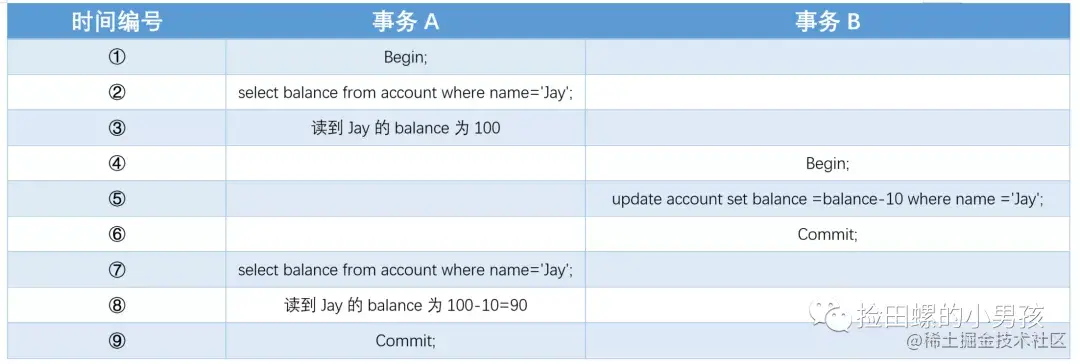 时间编号 事务 A 事务 B
① Begin;
② select balance from account where name='Jay';
③ 读到 Jay 的 balance 为 100
④ Begin;
⑤ update account set balance =balance-10 where name ='Jay';
⑥ Commit;
⑦ select balance from account where name='Jay';
⑧ 读到 Jay 的 balance 为 100-10=90
捡田螺的小男孩
⑨ Commit;
@稀土掘金技术社区